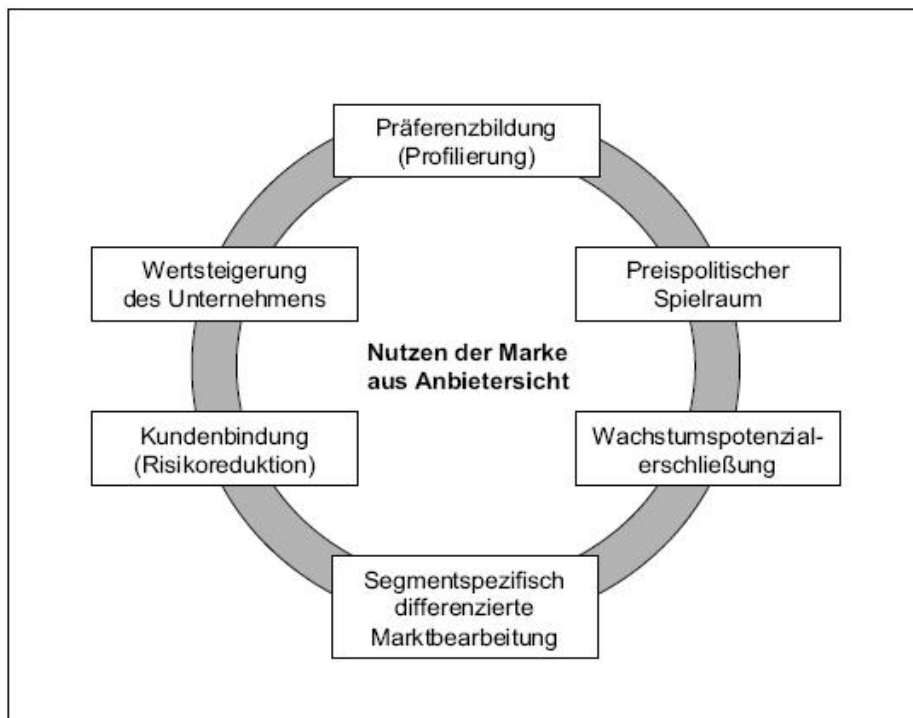 Präferenzbildung
(Profilierung)
Wertsteigerung
des Unternehmens
Preispolitischer
Spielraum
Nutzen der Marke
aus Anbietersicht
Kundenbindung
(Risikoreduktion)
Wachstumspotenzial-
erschließung
Segmentspezifisch
differenzierte
Marktbearbeitung